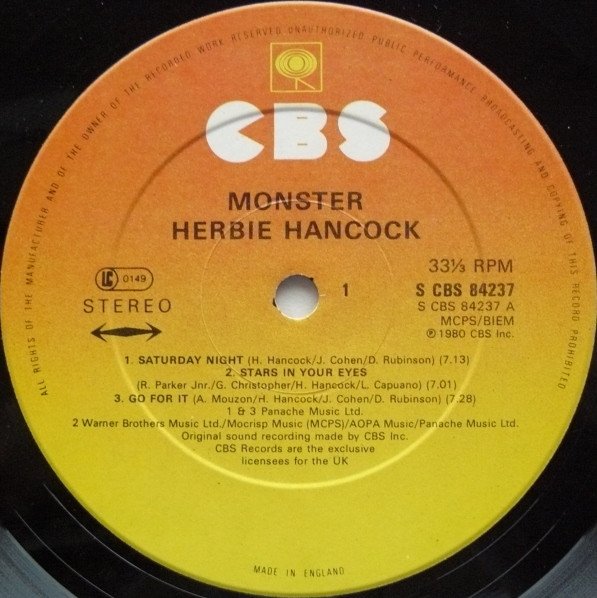 ALL RIGHTS OF THE MANUFACTURER AND OF THE OWNER OF THE RECORDED WORK RESERVED UNAUTHORIZED PUBLIC PERFORMANCE BROADCASTING AND COPYING OF THIS RECORD PROHIBITED
CBS
MONSTER
HERBIE HANCOCK
LC 0149
STEREO
1
33⅓ RPM
S CBS 84237
S CBS 84237 A
MCPS/BIEM
℗ 1980 CBS Inc.
1. SATURDAY NIGHT (H. Hancock/J. Cohen/D. Rubinson) (7.13)
2. STARS IN YOUR EYES
(R. Parker Jnr./G. Christopher/H. Hancock/L. Capuano) (7.01)
3. GO FOR IT (A. Mouzon/H. Hancock/J. Cohen/D. Rubinson) (7.28)
1 & 3 Panache Music Ltd.
2 Warner Brothers Music Ltd./Mocrisp Music (MCPS)/AOPA Music/Panache Music Ltd.
Original sound recording made by CBS Inc.
CBS Records are the exclusive
licensees for the UK
MADE IN ENGLAND